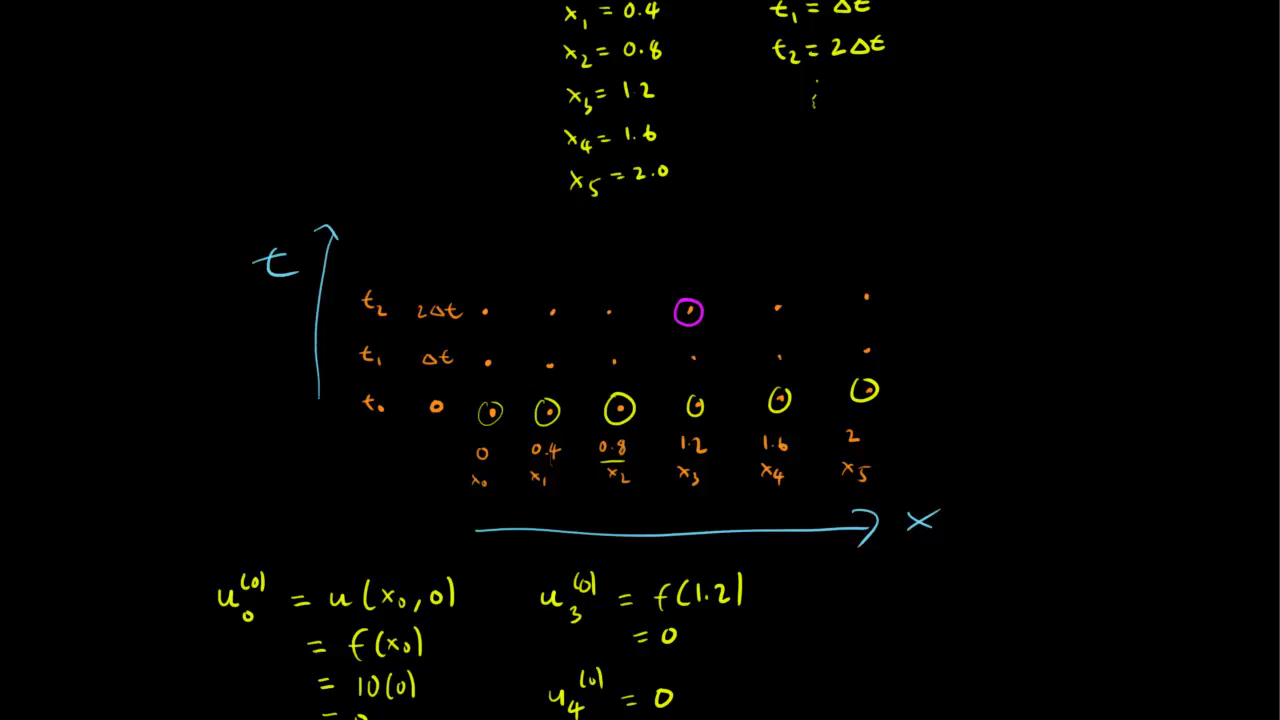 x₁ = 0.4
x₂ = 0.8
x₃ = 1.2
x₄ = 1.6
x₅ = 2.0
t₁ = Δt
t₂ = 2Δt
⋮
t
t₂ 2Δt
t₁ Δt
t₀ 0
0 0.4 0.8 1.2 1.6 2
x₀ x₁ x₂ x₃ x₄ x₅
x
u₀⁽⁰⁾ = u(x₀, 0)
= f(x₀)
= 10(0)
= 0
u₃⁽⁰⁾ = f(1.2)
= 0
u₄⁽⁰⁾ = 0